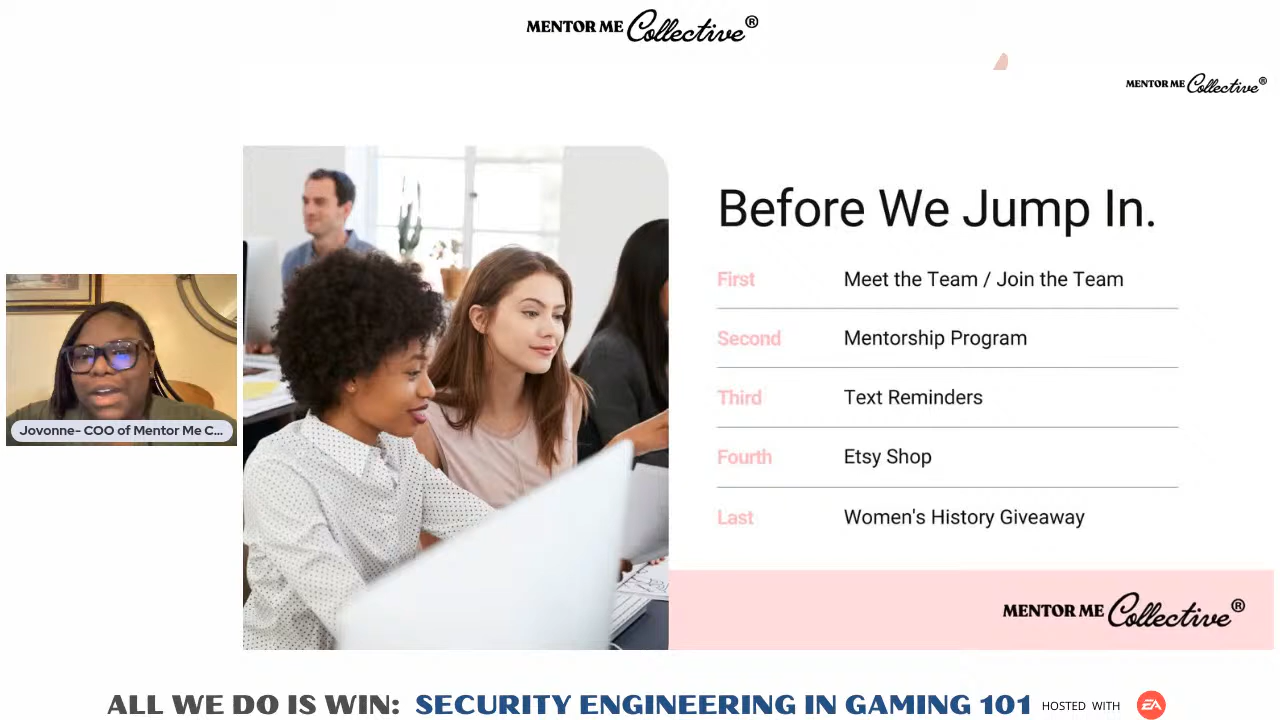 MENTOR ME Collective®
MENTOR ME Collective®
Before We Jump In.
First Meet the Team / Join the Team
Second Mentorship Program
Third Text Reminders
Fourth Etsy Shop
Last Women's History Giveaway
Jovonne- COO of Mentor Me C...
MENTOR ME Collective®
ALL WE DO IS WIN: SECURITY ENGINEERING IN GAMING 101 HOSTED WITH EA